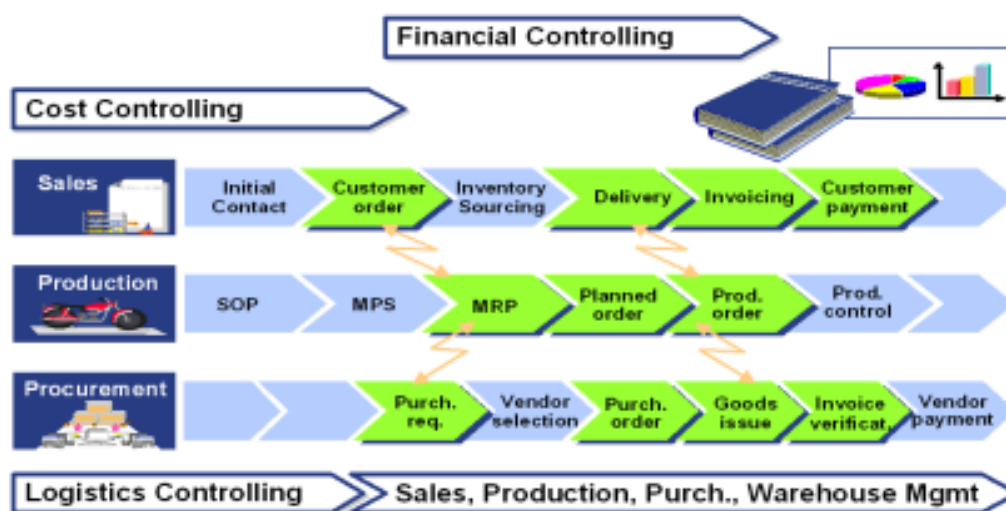 Financial Controlling
Cost Controlling
Sales
Initial
Contact
Customer
order
Inventory
Sourcing
Delivery
Invoicing
Customer
payment
Production
SOP
MPS
MRP
Planned
order
Prod.
order
Prod.
control
Procurement
Purch.
req.
Vendor
selection
Purch.
order
Goods
issue
Invoice
verificat.
Vendor
payment
Logistics Controlling
Sales, Production, Purch., Warehouse Mgmt